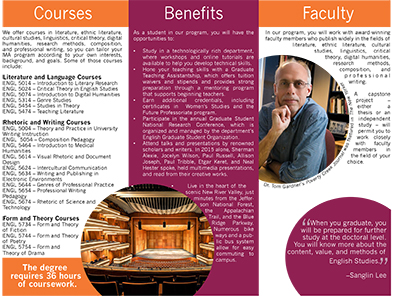 Courses
We offer courses in literature, ethnic literature,
cultural studies, linguistics, critical theory, digital
humanities, research methods, composition,
and professional writing, so you can tailor your
MA program according to your own interests,
background, and goals. Some of those courses
include:
Literature and Language Courses
ENGL 5014 – Introduction to Literary Research
ENGL 5024 – Critical Theory in English Studies
ENGL 5074 – Introduction to Digital Humanities
ENGL 5314 – Genre Studies
ENGL 5454 – Studies in Theory
ENGL 5474 – Teaching Literature
Rhetoric and Writing Courses
ENGL 5004 – Theory and Practice in University
Writing Instruction
ENGL 5054 – Composition Pedagogy
ENGL 5464 – Introduction to Medical
Humanities
ENGL 5614 – Visual Rhetoric and Document
Design
ENGL 5624 – Intercultural Communication
ENGL 5634 – Writing and Publishing in
Electronic Environments
ENGL 5644 – Genres of Professional Practice
ENGL 5654 – Professional Writing
Pedagogy
ENGL 5674 – Rhetoric of Science and
Technology
Form and Theory Courses
ENGL 5734 – Form and Theory
of Fiction
ENGL 5744 – Form and Theory
of Poetry
ENGL 5754 – Form and
Theory of Drama
The degree
requires 36 hours
of coursework.
Benefits
As a student in our program, you will have the
opportunities to:
• Study in a technologically rich department,
where workshops and online tutorials are
available to help you develop technical skills.
• Hone your teaching skills with a Graduate
Teaching Assistantship, which offers tuition
waivers and stipends and provides strong
preparation through a mentoring program
that supports beginning teachers.
• Earn additional credentials, including
certificates in Women's Studies and the
Future Professoriate program.
• Participate in the annual Graduate Student
National Research Conference, which is
organized and managed by the department's
English Graduate Student Organization.
• Attend talks and presentations by renowned
scholars and writers. In 2015 alone, Sherman
Alexie, Jocelyn Wilson, Paul Russell, Allison
Joseph, Paul Tribble, Edgar Keret, and Neal
Hester spoke, held multimedia presentations,
and read from their creative works.
• Live in the heart of the
scenic New River Valley, just
minutes from the Jeffer-
son National Forest,
the Appalachian
Trail, and the Blue
Ridge Parkway.
Numerous bike
ways and a pub-
lic bus system
allow for easy
commuting to
campus.
Faculty
In our program, you will work with award-winning
faculty members who publish widely in the fields of
literature, ethnic literature, cultural
studies, linguistics, critical
theory, digital humanities,
research methods,
composition, and
professional
writing.
A capstone
project –
either a
thesis or an
independent
study – will
permit you to
work closely
with faculty
members in
the field of your
choice.
“When you graduate, you
will be prepared for further
study at the doctoral level.
You will know more about the
content, value, and methods of
English Studies.”
–Sanglin Lee